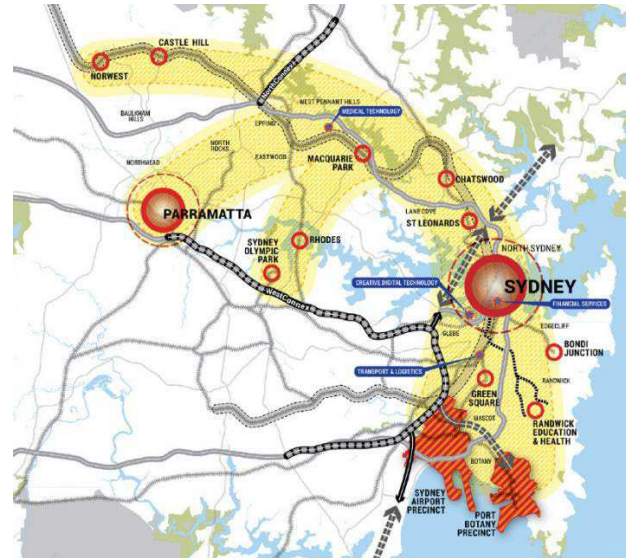 CASTLE HILL
NORWEST
NorthConnex
BAULKHAM
HILLS
WEST PENNANT HILLS
MEDICAL TECHNOLOGY
EPPING
NORTH
ROCKS
EASTWOOD
NORTHMEAD
MACQUARIE
PARK
CHATSWOOD
PARRAMATTA
LANE COVE
ST LEONARDS
RHODES
SYDNEY
OLYMPIC
PARK
NORTH SYDNEY
WestConnex
CREATIVE DIGITAL TECHNOLOGY
SYDNEY
FINANCIAL SERVICES
GLEBE
EDGECLIFF
BONDI
JUNCTION
TRANSPORT & LOGISTICS
RANDWICK
GREEN
SQUARE
MASCOT
RANDWICK
EDUCATION
& HEALTH
BOTANY
SYDNEY
AIRPORT
PRECINCT
PORT
BOTANY
PRECINCT